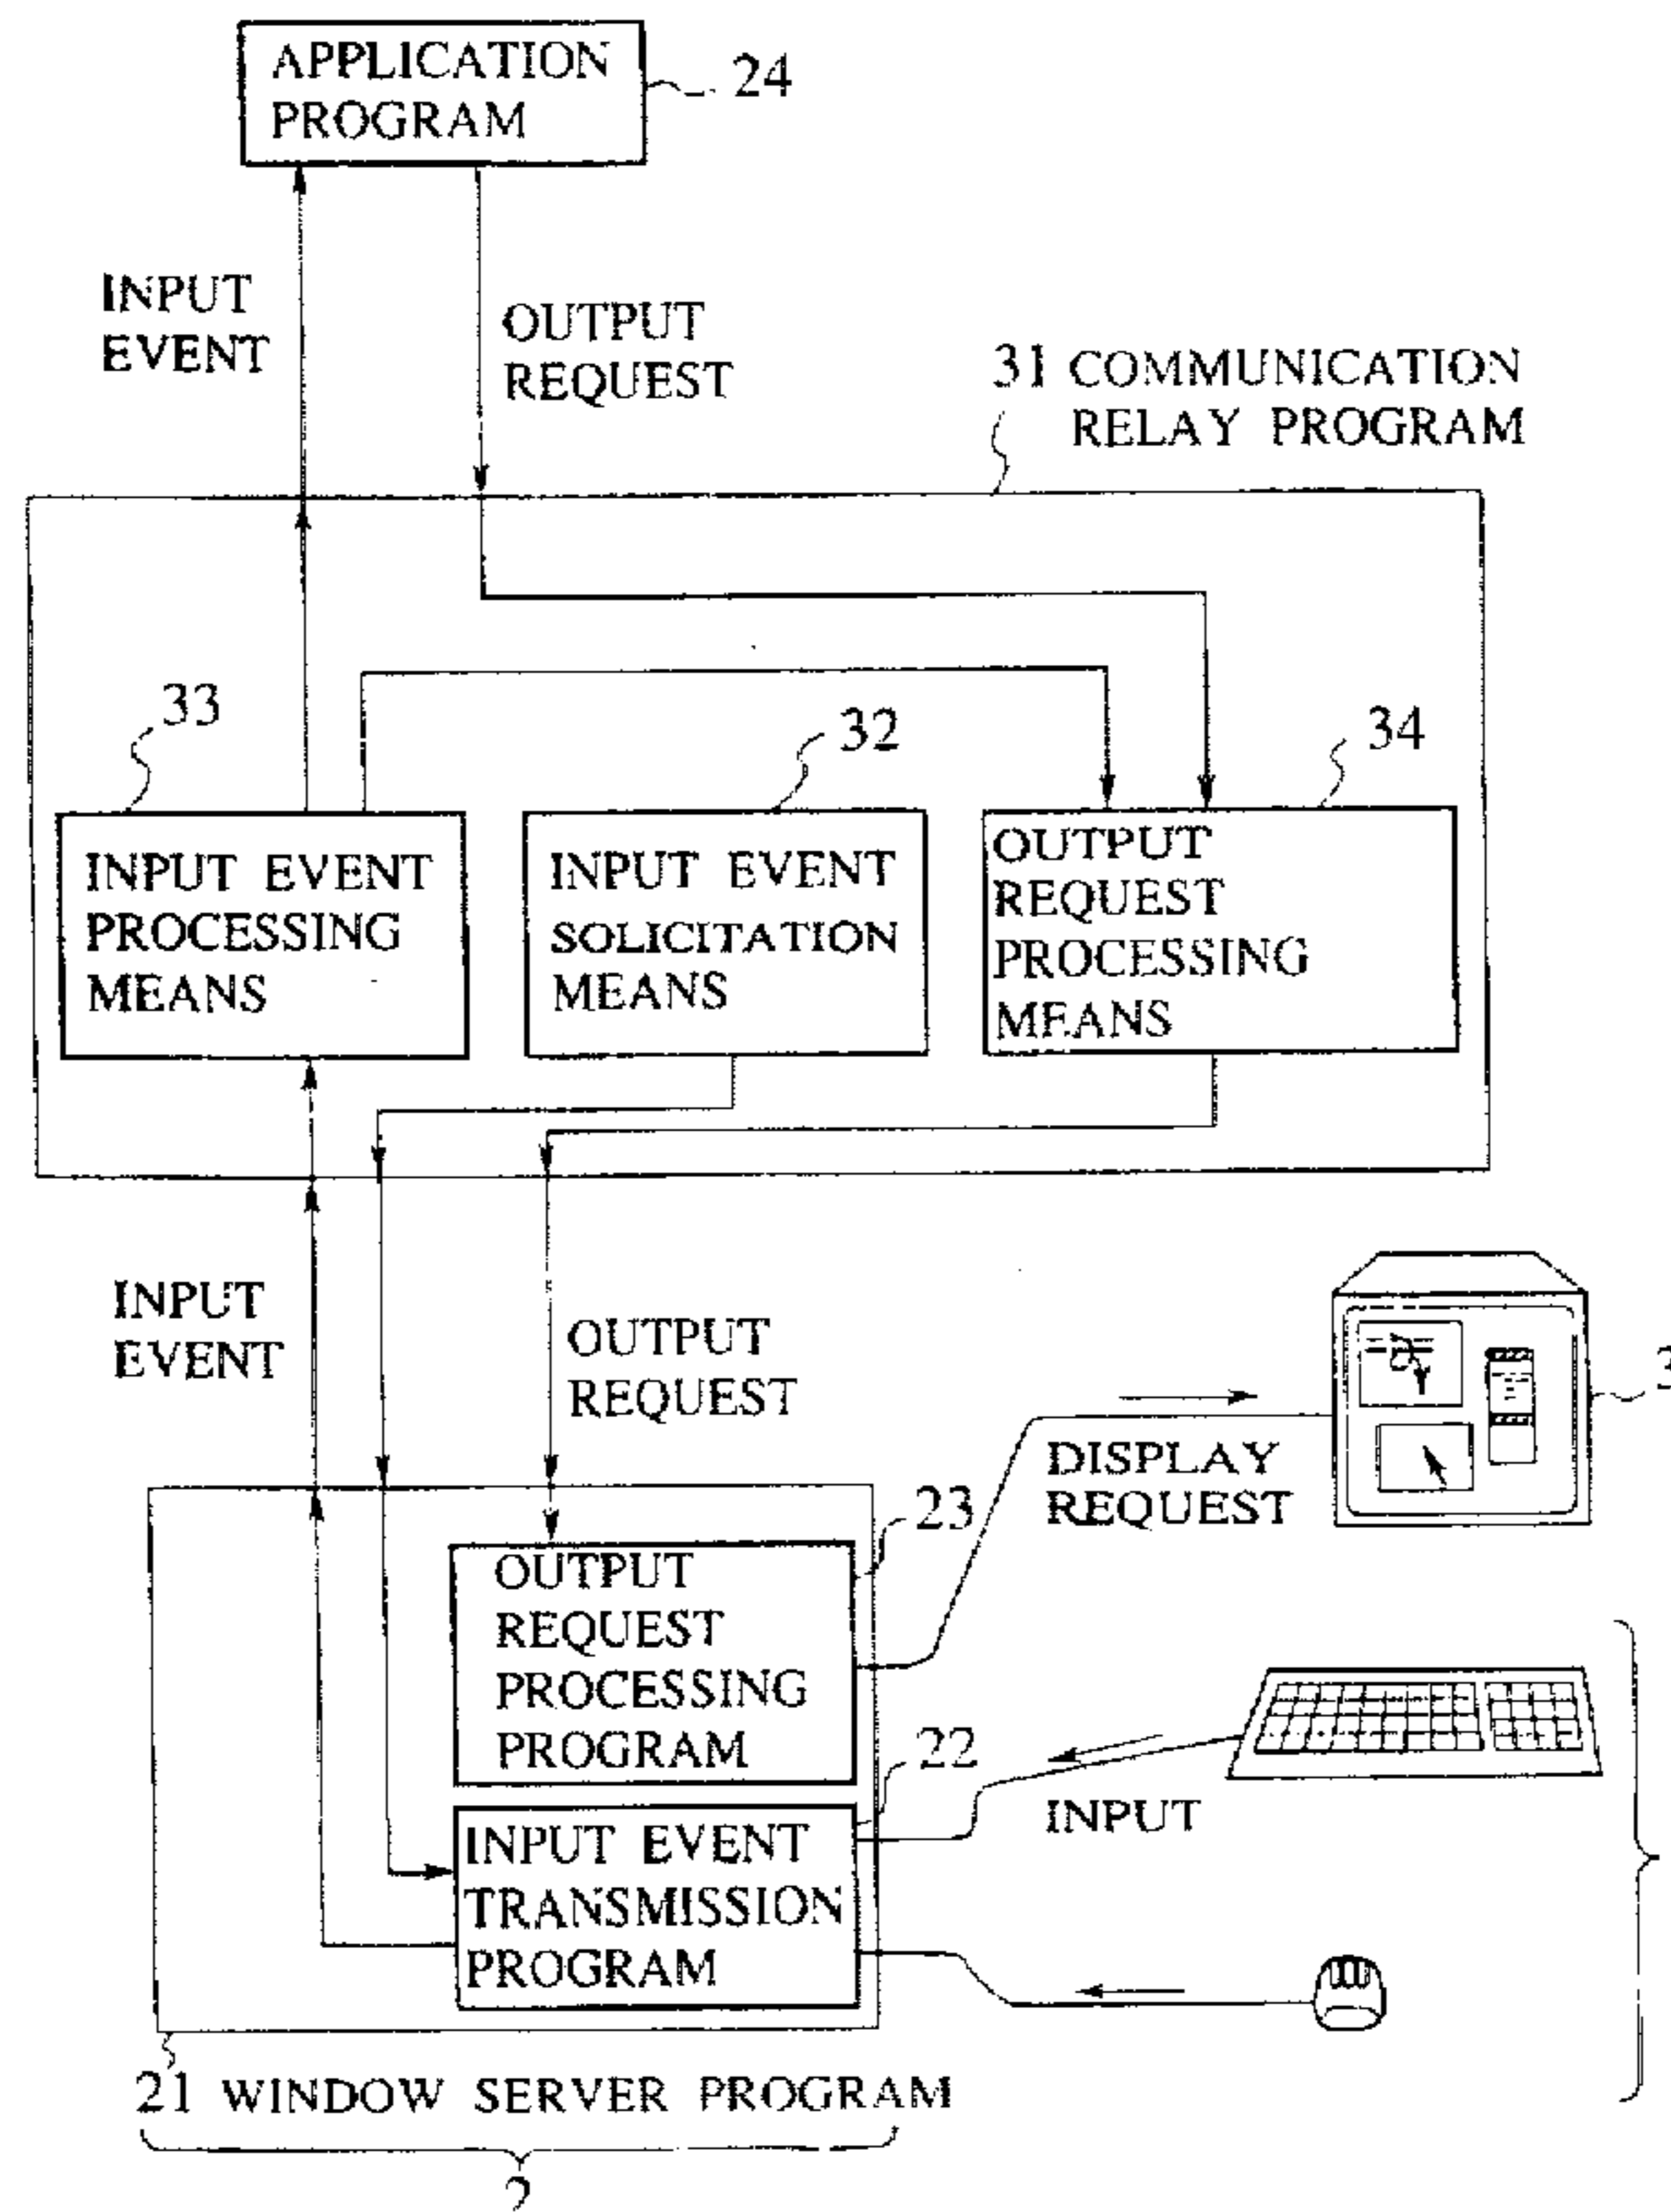 APPLICATION
PROGRAM
24
INPUT
EVENT
OUTPUT
REQUEST
31 COMMUNICATION
RELAY PROGRAM
33
32
34
INPUT EVENT
PROCESSING
MEANS
INPUT EVENT
SOLICITATION
MEANS
OUTPUT
REQUEST
PROCESSING
MEANS
INPUT
EVENT
OUTPUT
REQUEST
3
DISPLAY
REQUEST
23
OUTPUT
REQUEST
PROCESSING
PROGRAM
22
INPUT
INPUT EVENT
TRANSMISSION
PROGRAM
21 WINDOW SERVER PROGRAM
2